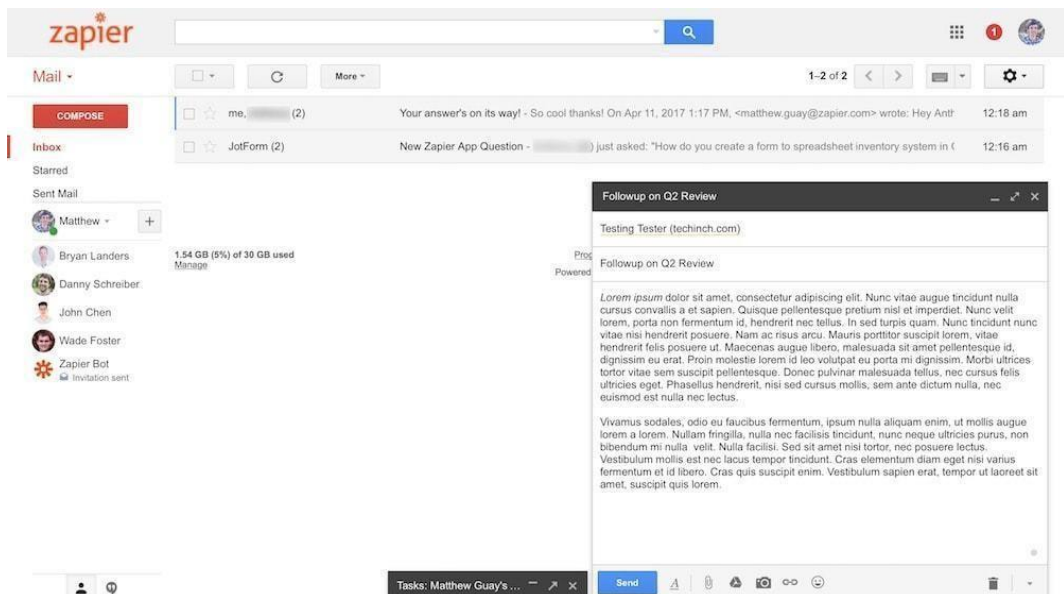 zapier
1
Mail
More
1–2 of 2
COMPOSE
me, (2)
Your answer's on its way! - So cool thanks! On Apr 11, 2017 1:17 PM, <matthew.guay@zapier.com> wrote: Hey Anth
12:18 am
Inbox
JotForm (2)
New Zapier App Question - ) just asked: "How do you create a form to spreadsheet inventory system in
12:16 am
Starred
Sent Mail
Matthew
+
Bryan Landers
Danny Schreiber
John Chen
Wade Foster
Zapier Bot
Invitation sent
1.54 GB (5%) of 30 GB used
Manage
Prog
Powered
Followup on Q2 Review
Testing Tester (techinch.com)
Followup on Q2 Review
Lorem ipsum dolor sit amet, consectetur adipiscing elit. Nunc vitae augue tincidunt nulla
cursus convallis a et sapien. Quisque pellentesque pretium nisl et imperdiet. Nunc velit
lorem, porta non fermentum id, hendrerit nec tellus. In sed turpis quam. Nunc tincidunt nunc
vitae nisi hendrerit posuere. Nam ac risus arcu. Mauris porttitor suscipit lorem, vitae
hendrerit felis posuere ut. Maecenas augue libero, malesuada sit amet pellentesque id,
dignissim eu erat. Proin molestie lorem id leo volutpat eu porta mi dignissim. Morbi ultrices
tortor vitae sem suscipit pellentesque. Donec pulvinar malesuada tellus, nec cursus felis
ultricies eget. Phasellus hendrerit, nisi sed cursus mollis, sem ante dictum nulla, nec
euismod est nulla nec lectus.
Vivamus sodales, odio eu faucibus fermentum, ipsum nulla aliquam enim, ut mollis augue
lorem a lorem. Nullam fringilla, nulla nec facilisis tincidunt, nunc neque ultricies purus, non
bibendum mi nulla velit. Nulla facilisi. Sed sit amet nisi tortor, nec posuere lectus.
Vestibulum mollis est nec lacus tempor tincidunt. Cras elementum diam eget nisi varius
fermentum et id libero. Cras quis suscipit enim. Vestibulum sapien erat, tempor ut laoreet sit
amet, suscipit quis lorem.
Tasks: Matthew Guay's ...
Send
A